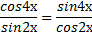 cos4x/sin2x = sin4x/cos2x